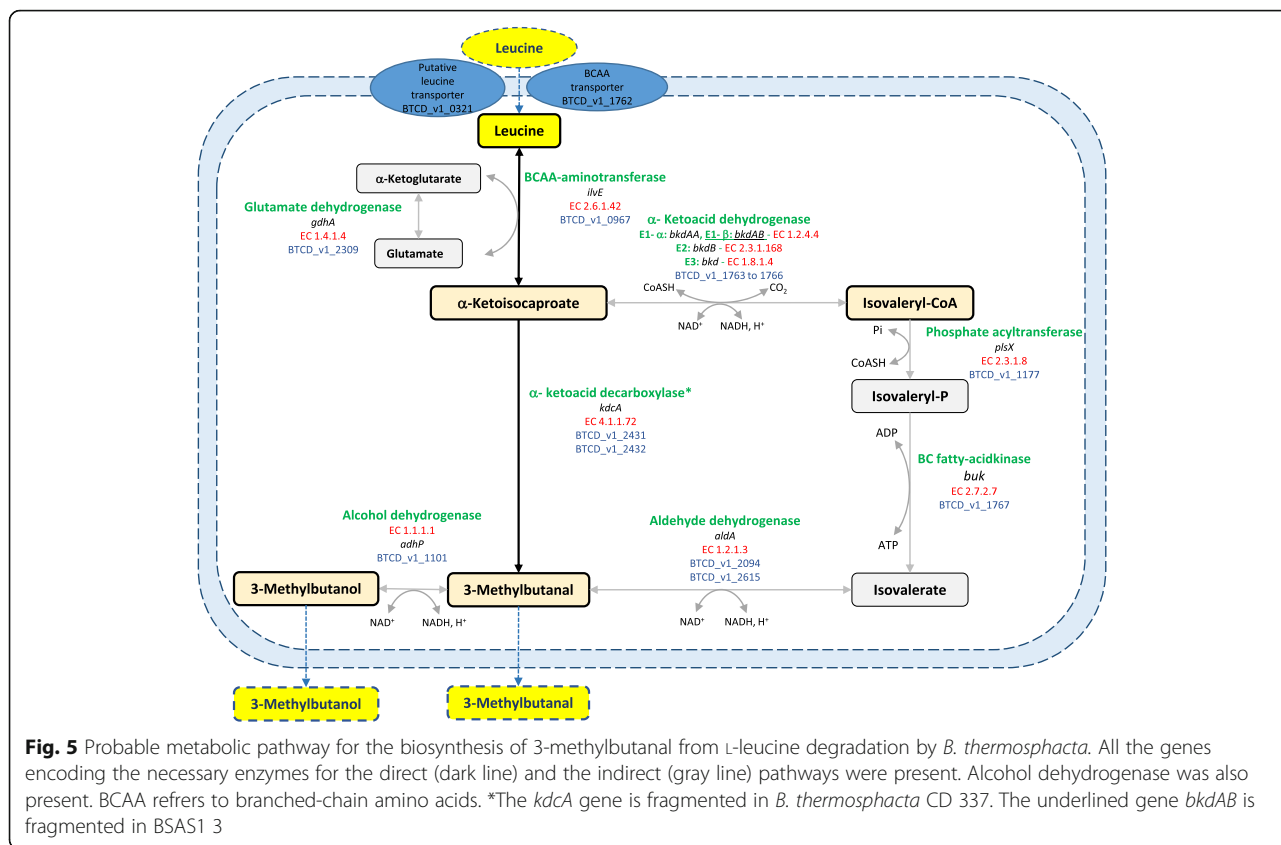 Leucine
Putative
leucine
transporter
BTCD_v1_0321
BCAA
transporter
BTCD_v1_1762
Leucine
α-Ketoglutarate
Glutamate dehydrogenase
gdhA
EC 1.4.1.4
BTCD_v1_2309
Glutamate
BCAA-aminotransferase
ilvE
EC 2.6.1.42
BTCD_v1_0967
α- Ketoacid dehydrogenase
E1- α: bkdAA, E1- β: bkdAB - EC 1.2.4.4
E2: bkdB - EC 2.3.1.168
E3: bkd - EC 1.8.1.4
BTCD_v1_1763 to 1766
CoASH
CO2
α-Ketoisocaproate
NAD+
NADH, H+
Isovaleryl-CoA
Pi
CoASH
Phosphate acyltransferase
plsX
EC 2.3.1.8
BTCD_v1_1177
Isovaleryl-P
α- ketoacid decarboxylase*
kdcA
EC 4.1.1.72
BTCD_v1_2431
BTCD_v1_2432
ADP
BC fatty-acidkinase
buk
EC 2.7.2.7
BTCD_v1_1767
ATP
Alcohol dehydrogenase
EC 1.1.1.1
adhP
BTCD_v1_1101
Aldehyde dehydrogenase
aldA
EC 1.2.1.3
BTCD_v1_2094
BTCD_v1_2615
3-Methylbutanol
NAD+
NADH, H+
3-Methylbutanal
NAD+
NADH, H+
Isovalerate
3-Methylbutanol
3-Methylbutanal
Fig. 5 Probable metabolic pathway for the biosynthesis of 3-methylbutanal from L-leucine degradation by B. thermosphacta. All the genes
encoding the necessary enzymes for the direct (dark line) and the indirect (gray line) pathways were present. Alcohol dehydrogenase was also
present. BCAA refrers to branched-chain amino acids. *The kdcA gene is fragmented in B. thermosphacta CD 337. The underlined gene bkdAB is
fragmented in BSAS1 3